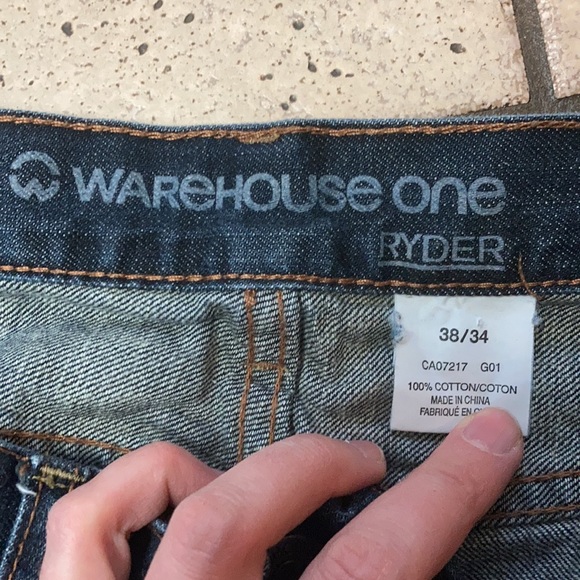 WAREHOUSE ONE
RYDER
38/34
CA07217 G01
100% COTTON/COTON
MADE IN CHINA
FABRIQUÉ EN